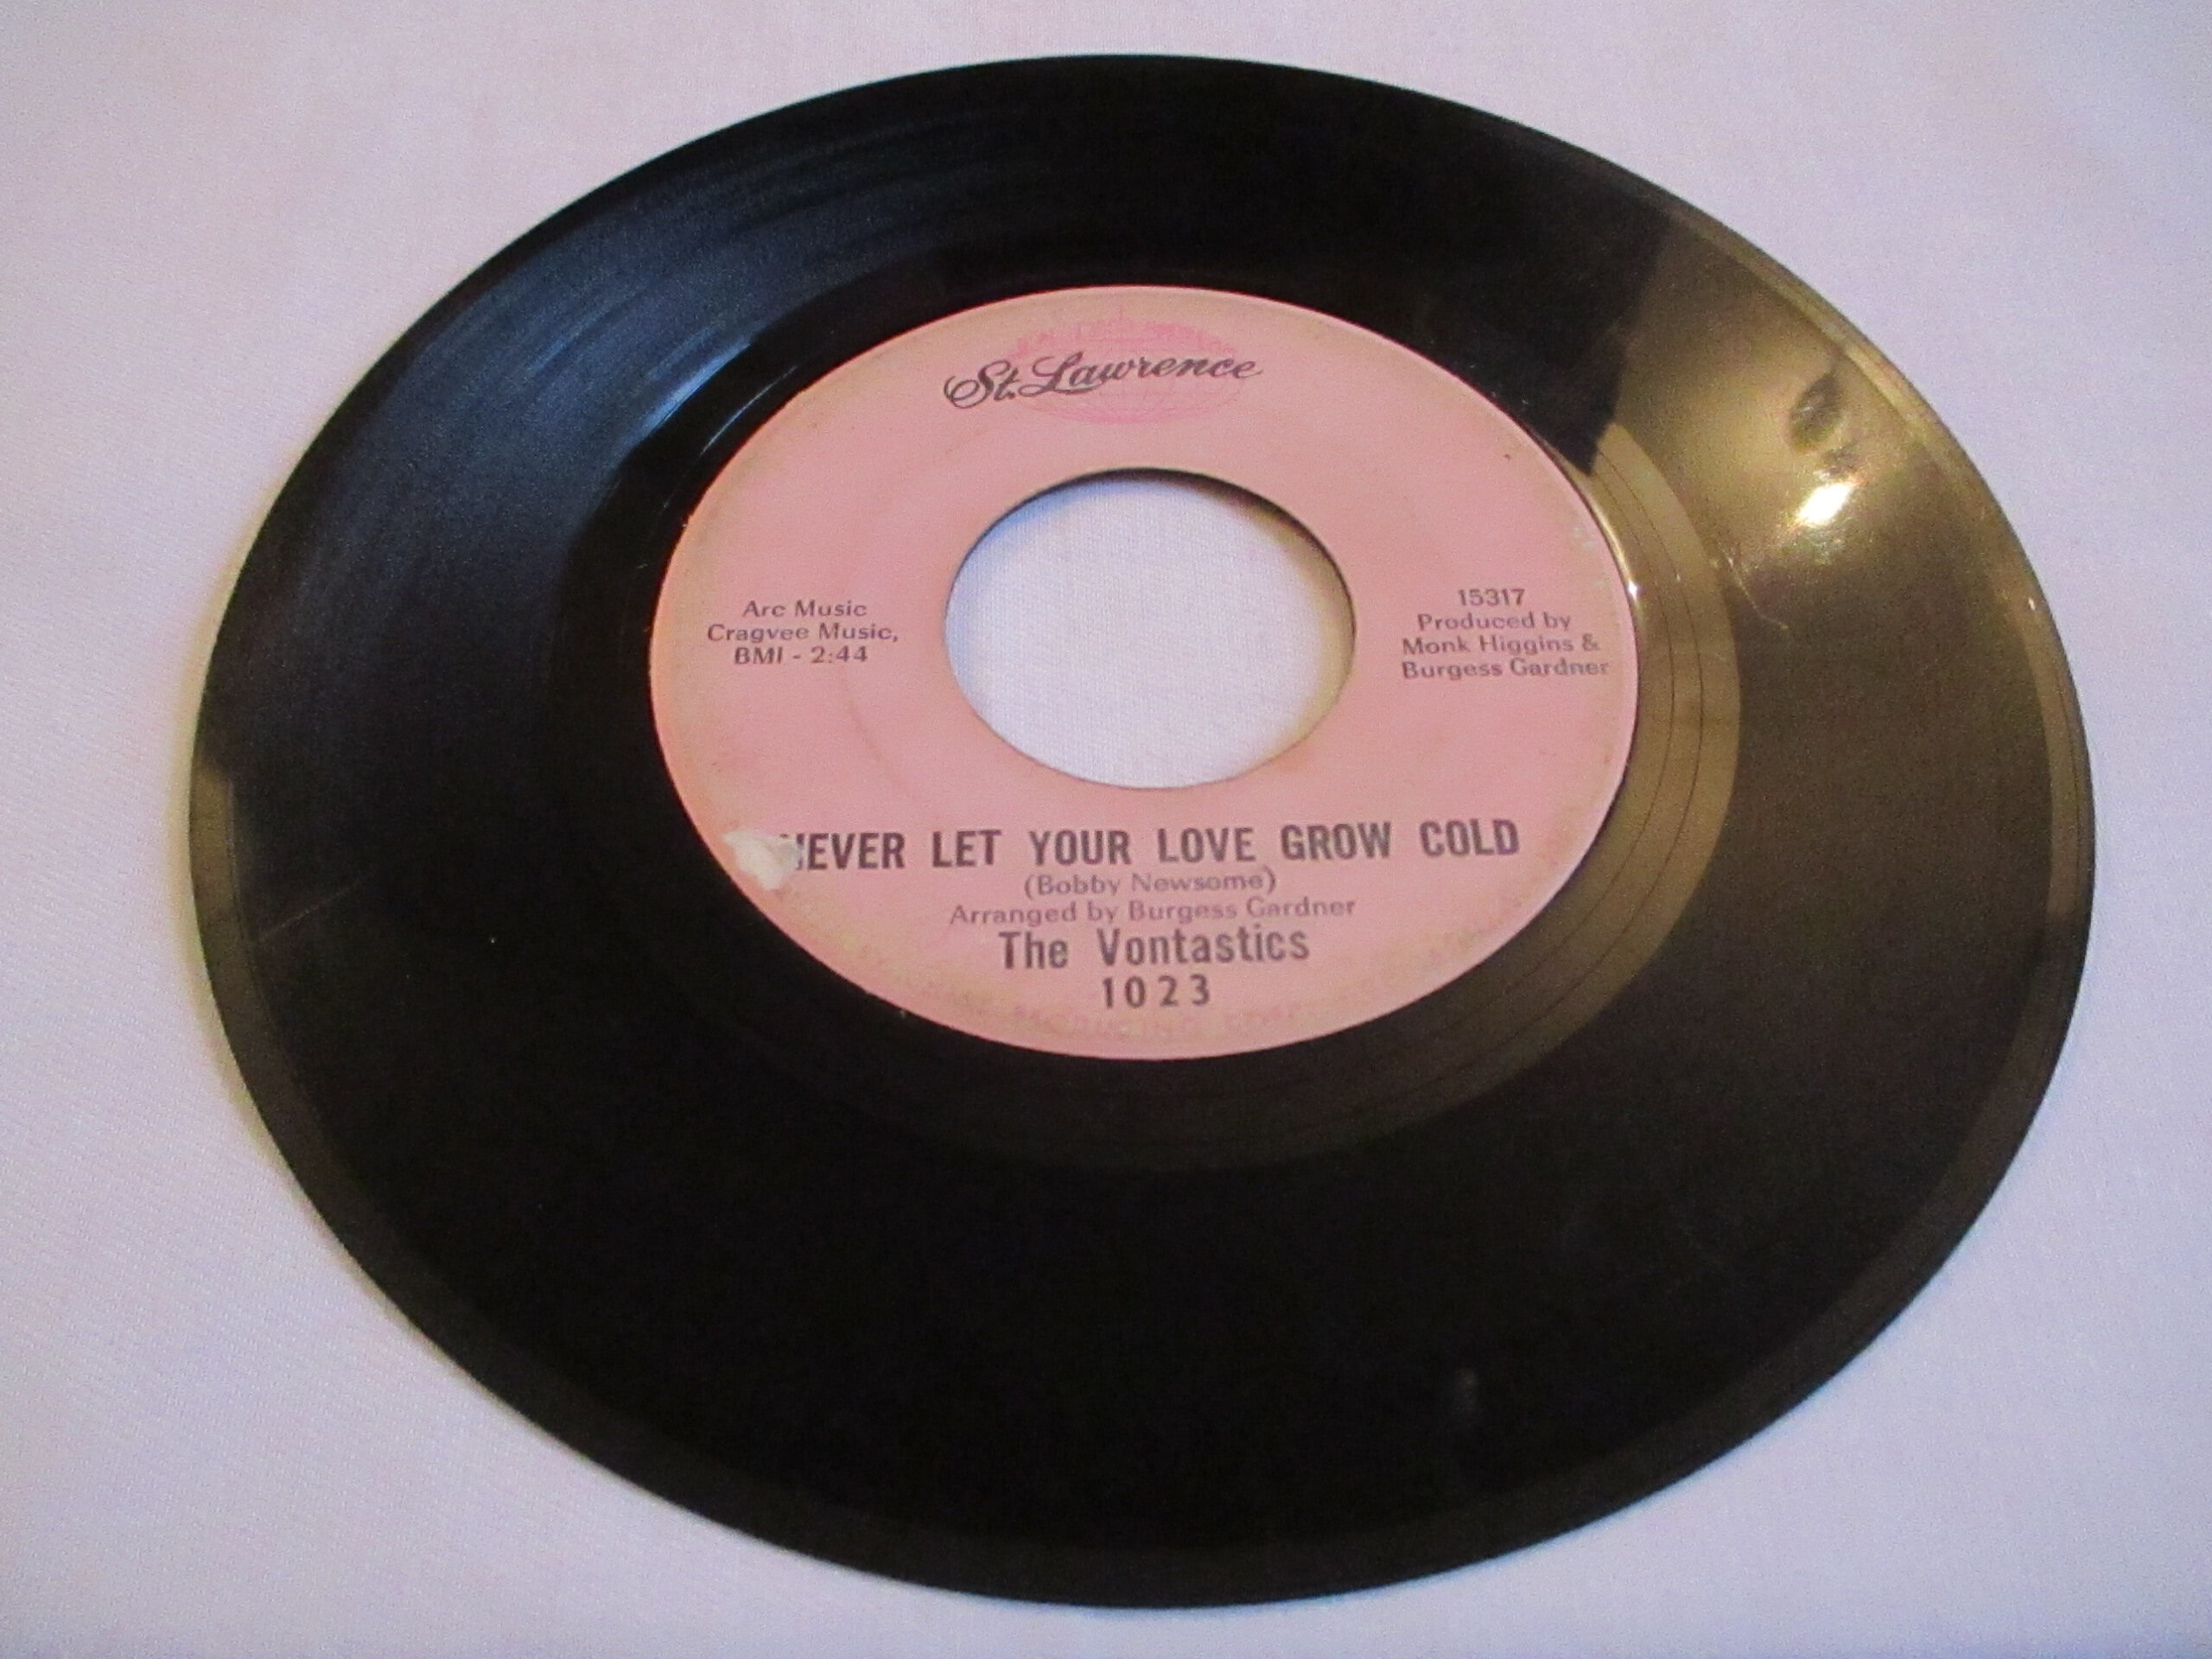 St. Lawrence
Arc Music
Cragvee Music,
BMI - 2:44
15317
Produced by
Monk Higgins &
Burgess Gardner
NEVER LET YOUR LOVE GROW COLD
(Bobby Newsome)
Arranged by Burgess Gardner
The Vontastics
1023